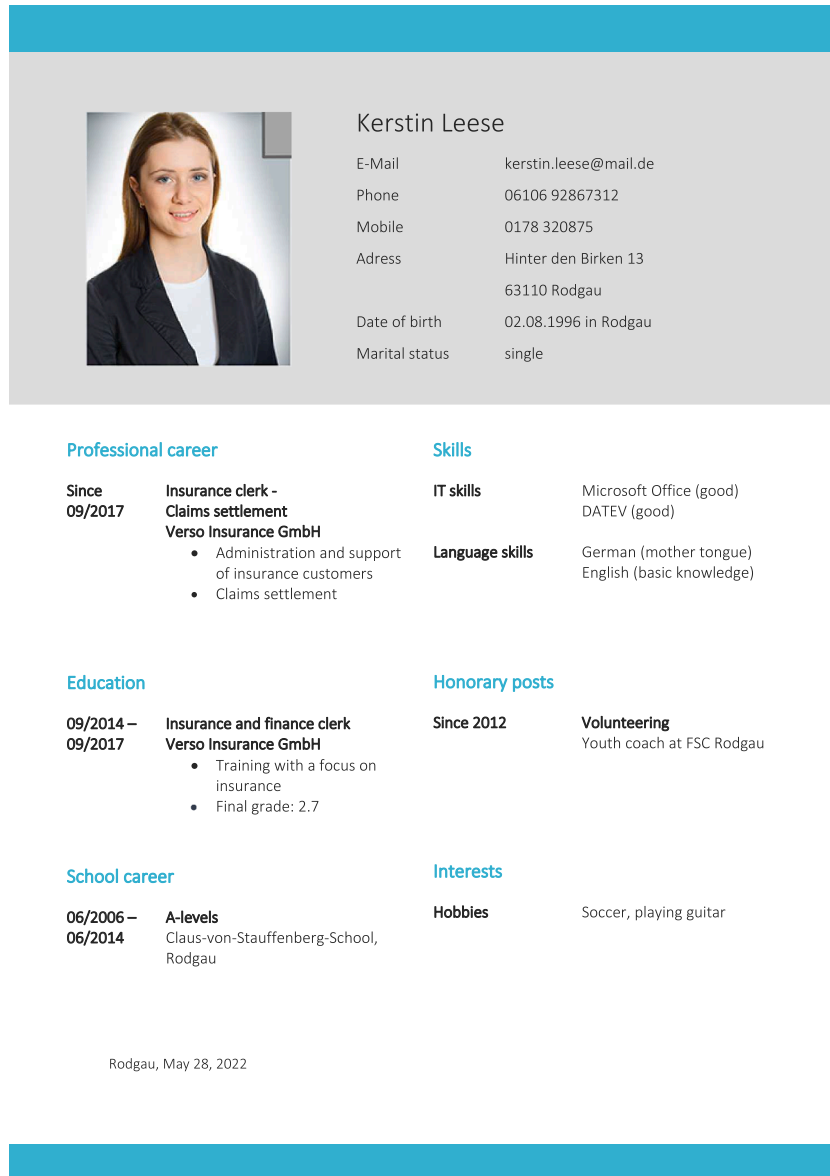 Kerstin Leese
E-Mail kerstin.leese@mail.de
Phone 06106 92867312
Mobile 0178 320875
Adress Hinter den Birken 13
63110 Rodgau
Date of birth 02.08.1996 in Rodgau
Marital status single
Professional career
Since Insurance clerk -
09/2017 Claims settlement
Verso Insurance GmbH
• Administration and support
of insurance customers
• Claims settlement
Skills
IT skills Microsoft Office (good)
DATEV (good)
Language skills German (mother tongue)
English (basic knowledge)
Education
09/2014 – Insurance and finance clerk
09/2017 Verso Insurance GmbH
• Training with a focus on
insurance
• Final grade: 2.7
Honorary posts
Since 2012 Volunteering
Youth coach at FSC Rodgau
School career
06/2006 – A-levels
06/2014 Claus-von-Stauffenberg-School,
Rodgau
Interests
Hobbies Soccer, playing guitar
Rodgau, May 28, 2022